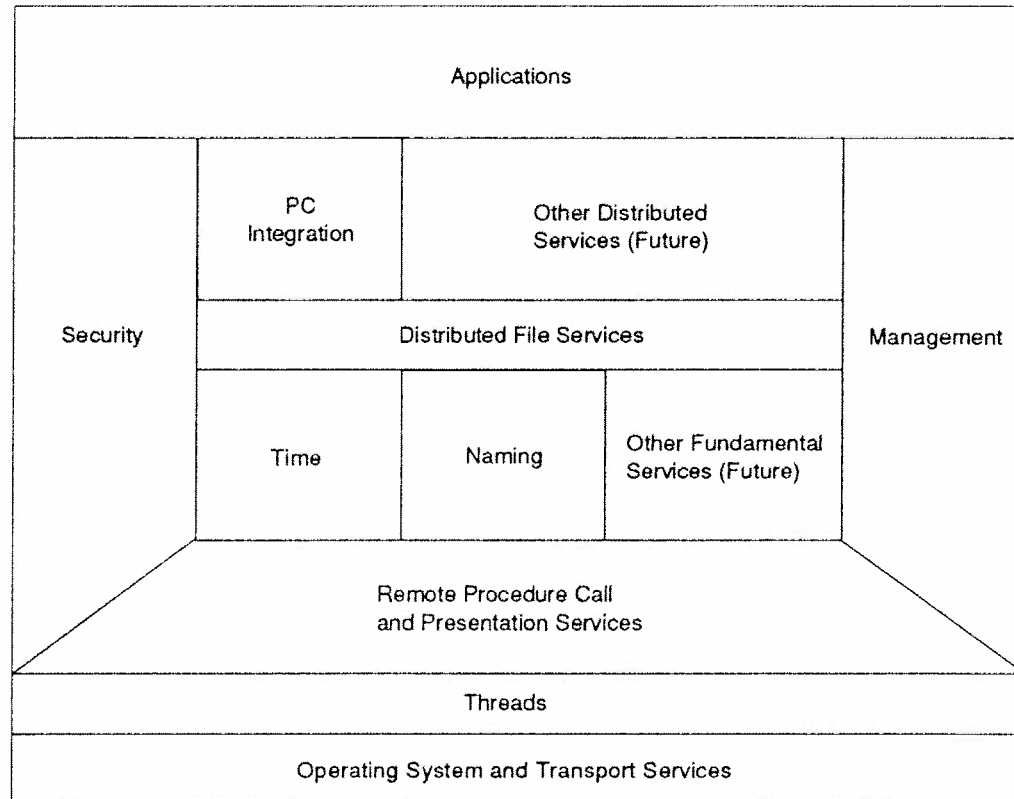 Applications
PC
Integration
Other Distributed
Services (Future)
Security
Distributed File Services
Management
Time
Naming
Other Fundamental
Services (Future)
Remote Procedure Call
and Presentation Services
Threads
Operating System and Transport Services